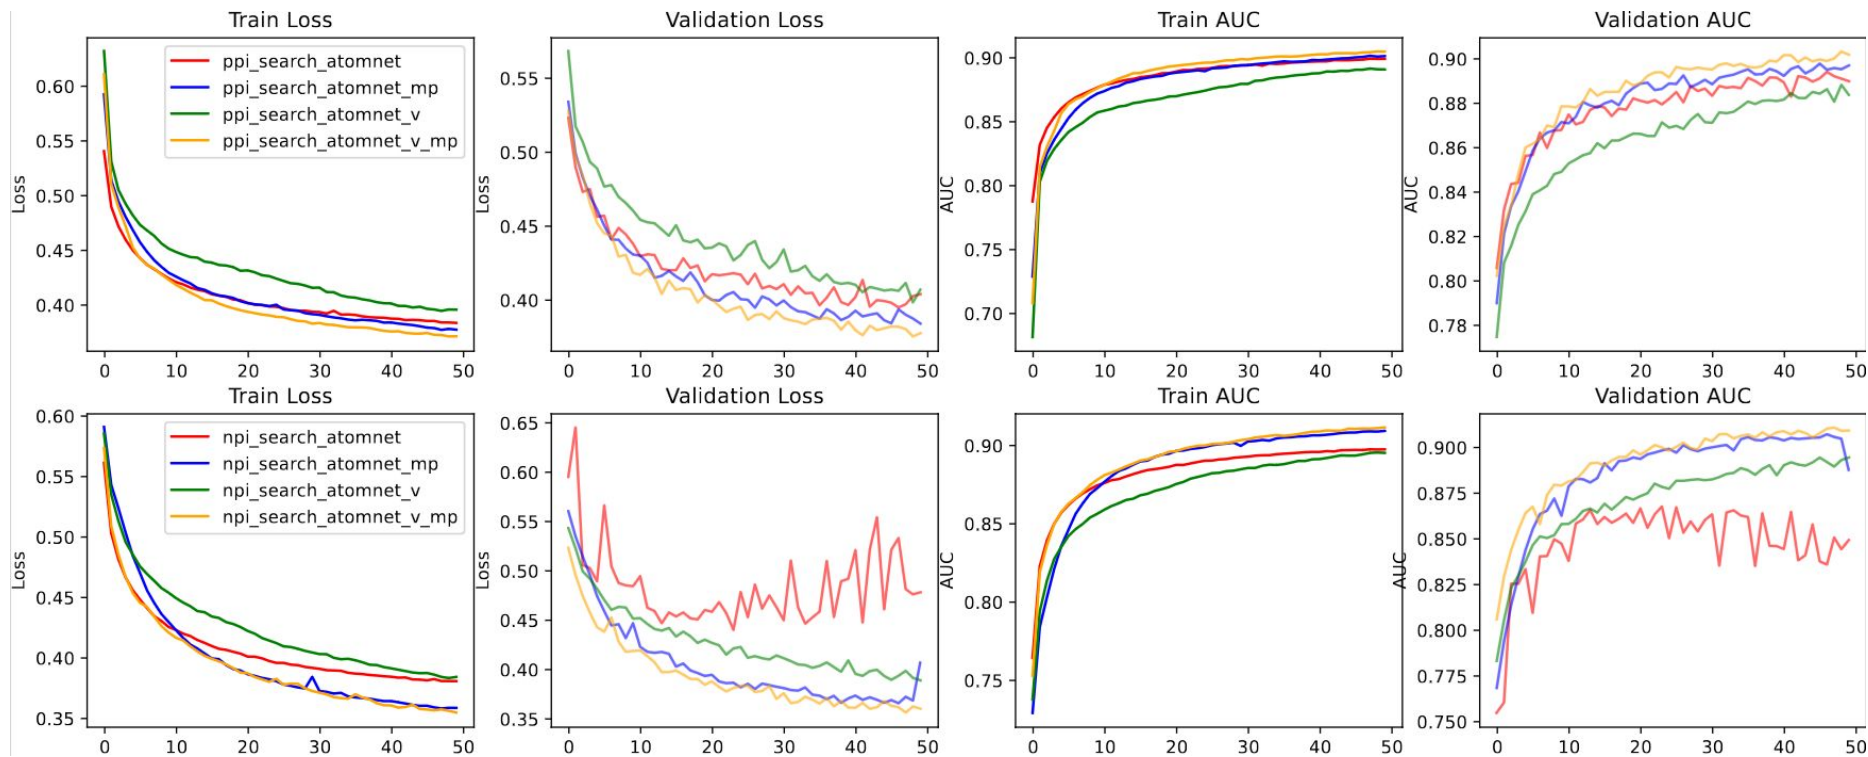 Train Loss
Validation Loss
Train AUC
Validation AUC
ppi_search_atomnet
ppi_search_atomnet_mp
ppi_search_atomnet_v
ppi_search_atomnet_v_mp
Loss
0.60
0.55
0.50
0.45
0.40
0 10 20 30 40 50
Loss
0.55
0.50
0.45
0.40
0 10 20 30 40 50
AUC
0.90
0.85
0.80
0.75
0.70
0 10 20 30 40 50
AUC
0.90
0.88
0.86
0.84
0.82
0.80
0.78
0 10 20 30 40 50
Train Loss
Validation Loss
Train AUC
Validation AUC
npi_search_atomnet
npi_search_atomnet_mp
npi_search_atomnet_v
npi_search_atomnet_v_mp
Loss
0.60
0.55
0.50
0.45
0.40
0.35
0 10 20 30 40 50
Loss
0.65
0.60
0.55
0.50
0.45
0.40
0.35
0 10 20 30 40 50
AUC
0.90
0.85
0.80
0.75
0 10 20 30 40 50
AUC
0.900
0.875
0.850
0.825
0.800
0.775
0.750
0 10 20 30 40 50